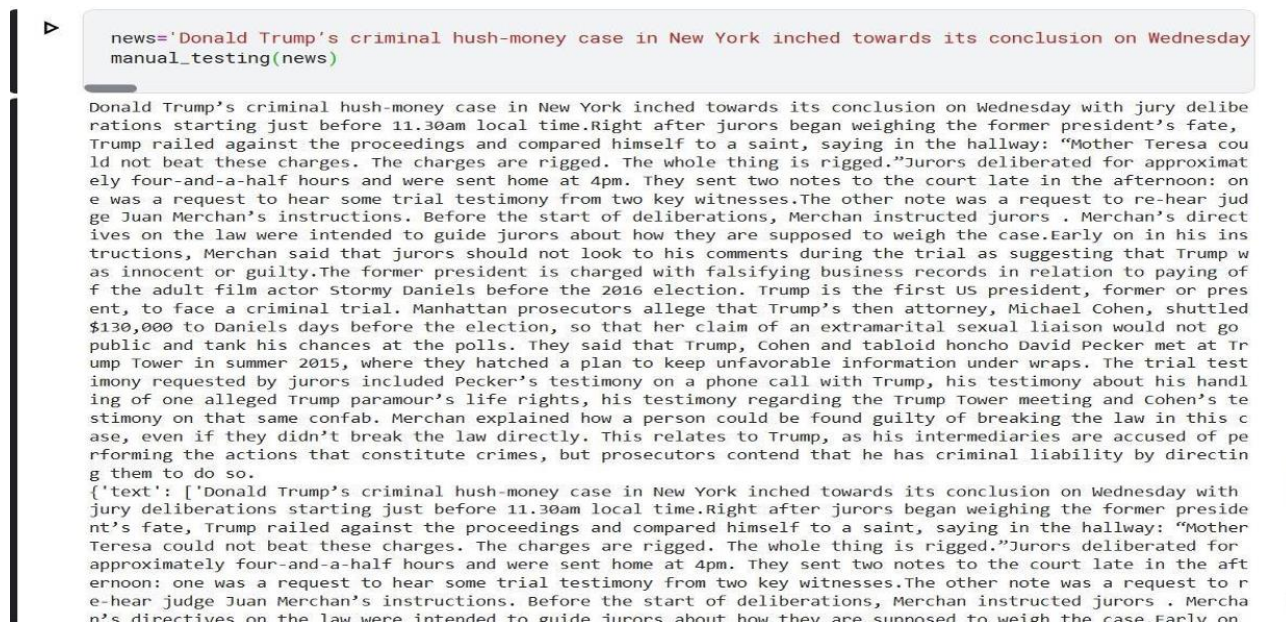 news='Donald Trump's criminal hush-money case in New York inched towards its conclusion on Wednesday
manual_testing(news)
Donald Trump’s criminal hush-money case in New York inched towards its conclusion on Wednesday with jury delibe
rations starting just before 11.30am local time.Right after jurors began weighing the former president’s fate,
Trump railed against the proceedings and compared himself to a saint, saying in the hallway: “Mother Teresa cou
ld not beat these charges. The charges are rigged. The whole thing is rigged.”Jurors deliberated for approximat
ely four-and-a-half hours and were sent home at 4pm. They sent two notes to the court late in the afternoon: on
e was a request to hear some trial testimony from two key witnesses.The other note was a request to re-hear jud
ge Juan Merchan’s instructions. Before the start of deliberations, Merchan instructed jurors . Merchan’s direct
ives on the law were intended to guide jurors about how they are supposed to weigh the case.Early on in his ins
tructions, Merchan said that jurors should not look to his comments during the trial as suggesting that Trump w
as innocent or guilty.The former president is charged with falsifying business records in relation to paying of
f the adult film actor Stormy Daniels before the 2016 election. Trump is the first US president, former or pres
ent, to face a criminal trial. Manhattan prosecutors allege that Trump’s then attorney, Michael Cohen, shuttled
$130,000 to Daniels days before the election, so that her claim of an extramarital sexual liaison would not go
public and tank his chances at the polls. They said that Trump, Cohen and tabloid honcho David Pecker met at Tr
ump Tower in summer 2015, where they hatched a plan to keep unfavorable information under wraps. The trial test
imony requested by jurors included Pecker’s testimony on a phone call with Trump, his testimony about his handl
ing of one alleged Trump paramour’s life rights, his testimony regarding the Trump Tower meeting and Cohen’s te
stimony on that same confab. Merchan explained how a person could be found guilty of breaking the law in this c
ase, even if they didn’t break the law directly. This relates to Trump, as his intermediaries are accused of pe
rforming the actions that constitute crimes, but prosecutors contend that he has criminal liability by directin
g them to do so.
{'text': ['Donald Trump’s criminal hush-money case in New York inched towards its conclusion on Wednesday with
jury deliberations starting just before 11.30am local time.Right after jurors began weighing the former preside
nt’s fate, Trump railed against the proceedings and compared himself to a saint, saying in the hallway: “Mother
Teresa could not beat these charges. The charges are rigged. The whole thing is rigged.”Jurors deliberated for
approximately four-and-a-half hours and were sent home at 4pm. They sent two notes to the court late in the aft
ernoon: one was a request to hear some trial testimony from two key witnesses.The other note was a request to r
e-hear judge Juan Merchan’s instructions. Before the start of deliberations, Merchan instructed jurors . Mercha
n’s directives on the law were intended to guide jurors about how they are supposed to weigh the case.Early on